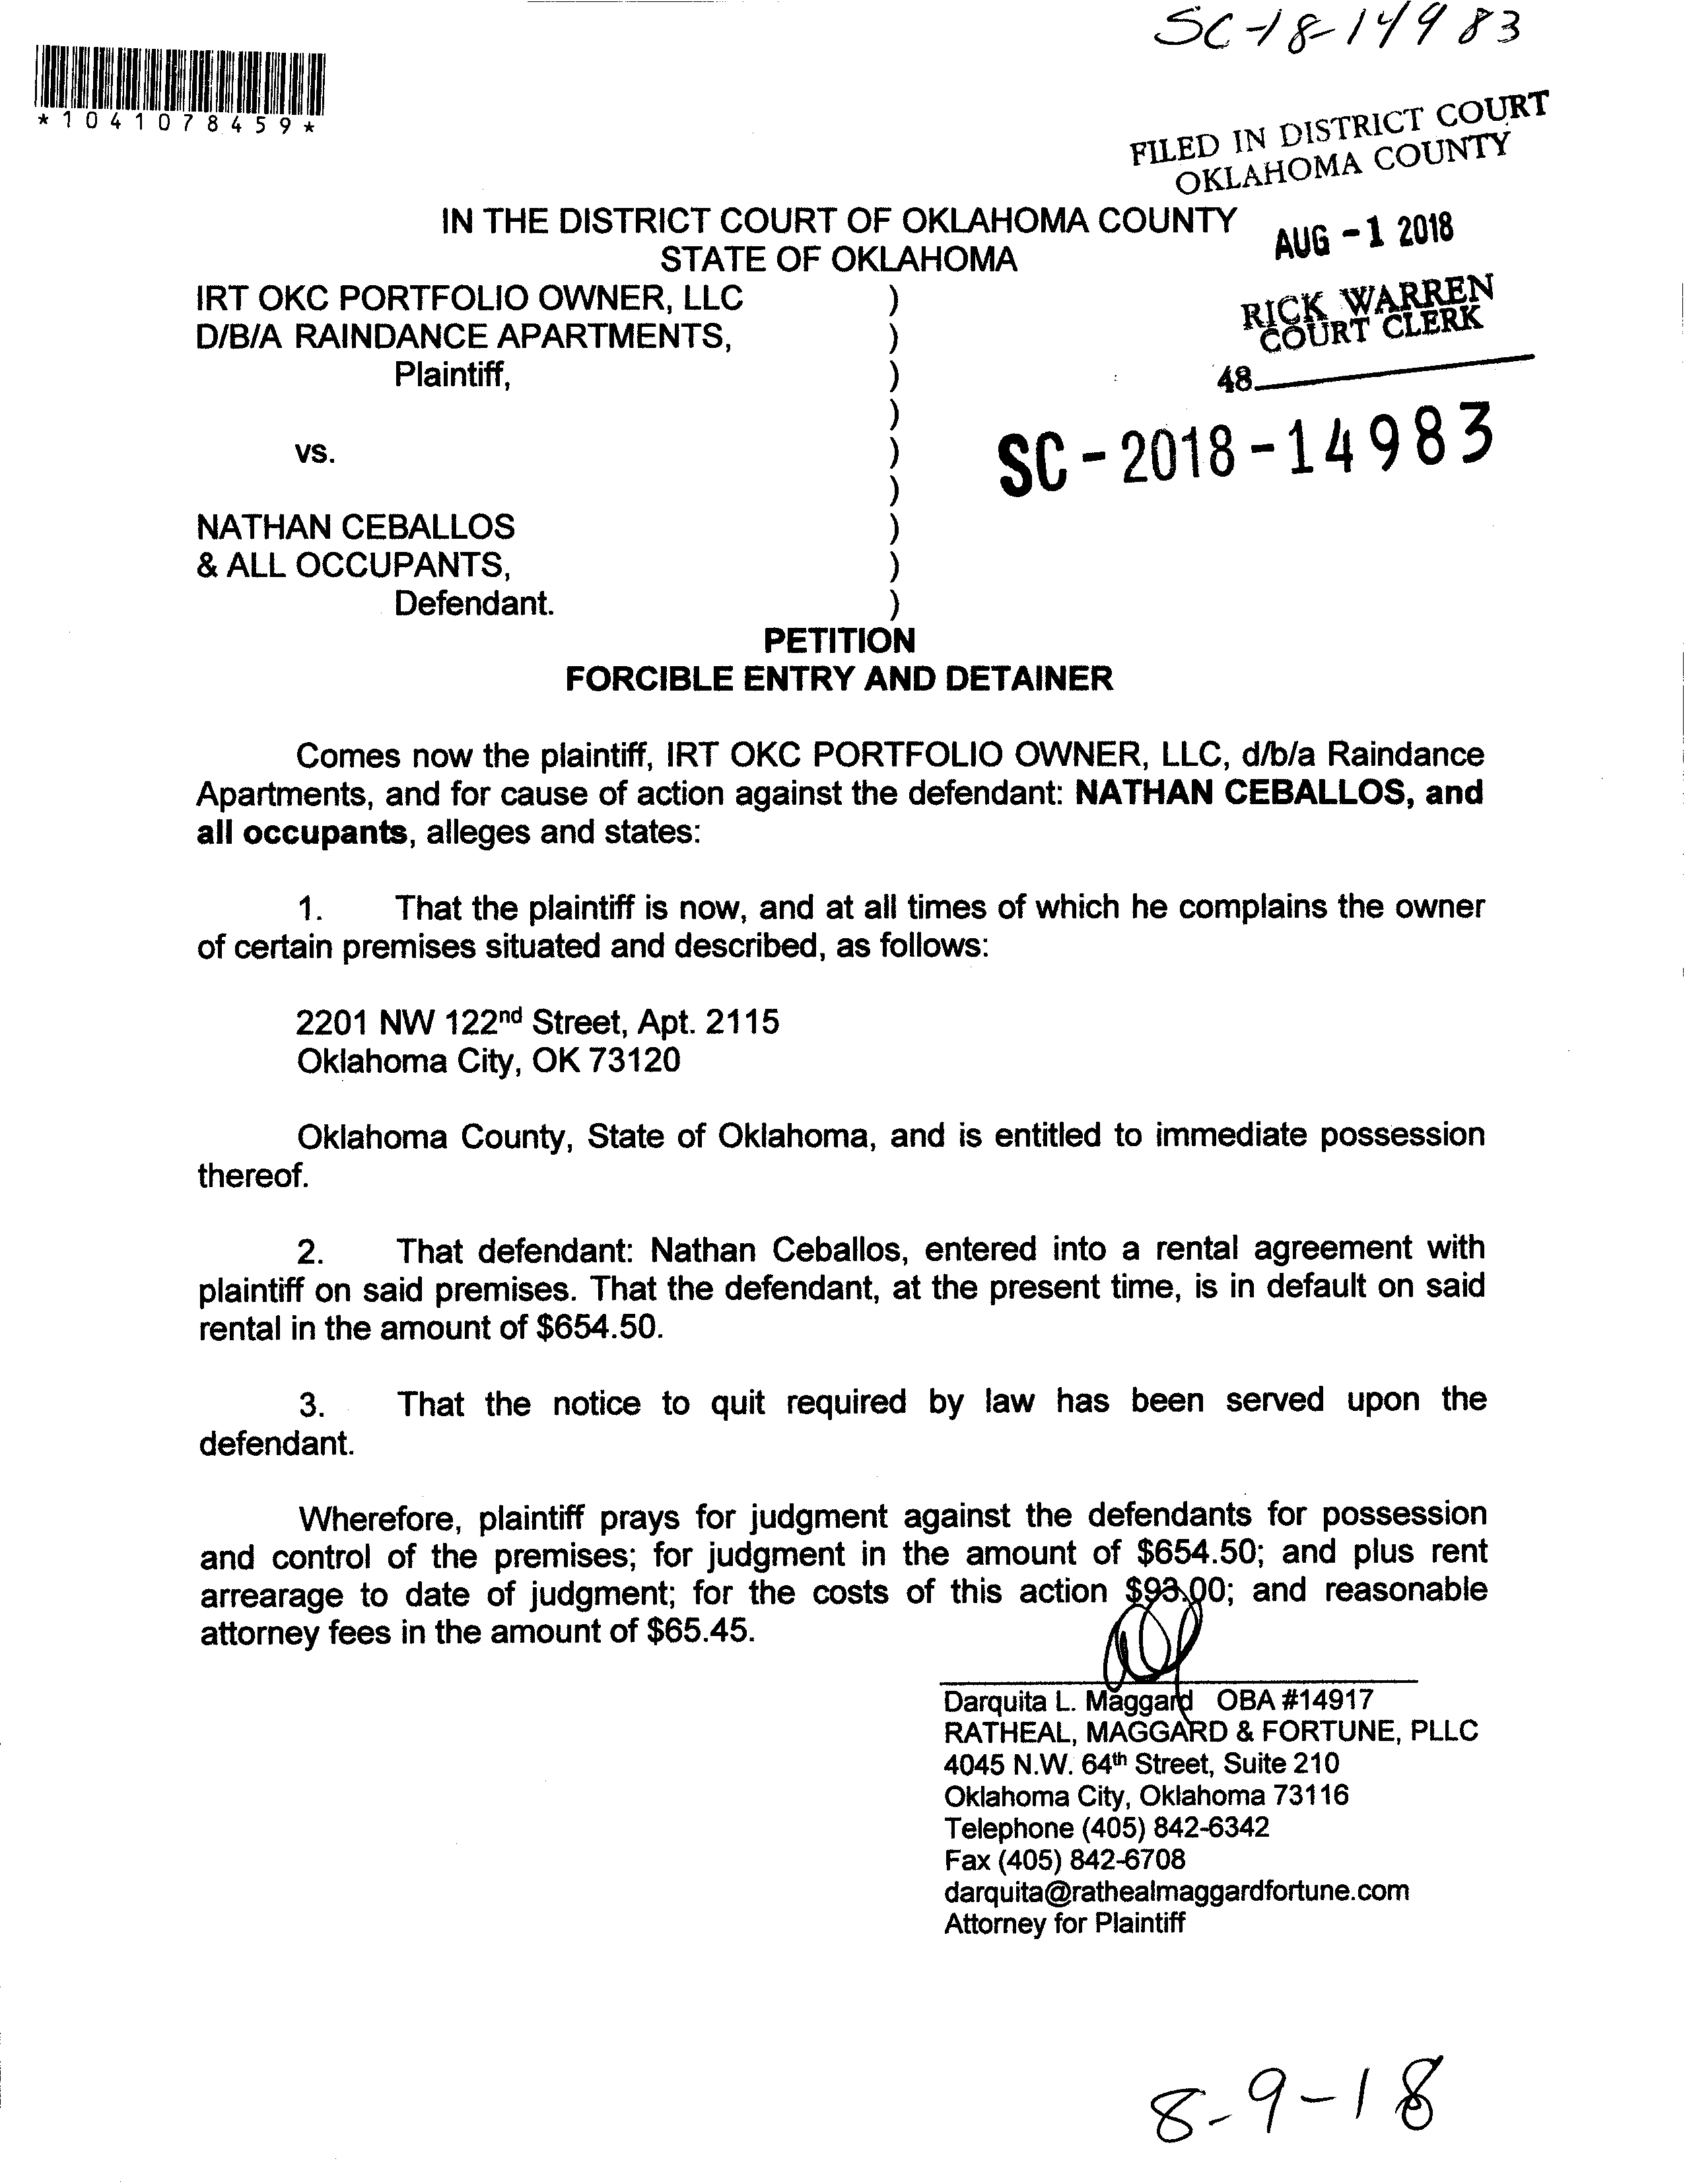 SC-18-14983
*1041078459*
FILED IN DISTRICT COURT
OKLAHOMA COUNTY
IN THE DISTRICT COURT OF OKLAHOMA COUNTY
AUG -1 2018
STATE OF OKLAHOMA
IRT OKC PORTFOLIO OWNER, LLC )
RICK WARREN
COURT CLERK
D/B/A RAINDANCE APARTMENTS, )
Plaintiff, )
48
)
vs. )
SC-2018-14983
)
NATHAN CEBALLOS )
& ALL OCCUPANTS, )
Defendant. )
PETITION
FORCIBLE ENTRY AND DETAINER
Comes now the plaintiff, IRT OKC PORTFOLIO OWNER, LLC, d/b/a Raindance
Apartments, and for cause of action against the defendant: NATHAN CEBALLOS, and
all occupants, alleges and states:
1. That the plaintiff is now, and at all times of which he complains the owner
of certain premises situated and described, as follows:
2201 NW 122nd Street, Apt. 2115
Oklahoma City, OK 73120
Oklahoma County, State of Oklahoma, and is entitled to immediate possession
thereof.
2. That defendant: Nathan Ceballos, entered into a rental agreement with
plaintiff on said premises. That the defendant, at the present time, is in default on said
rental in the amount of $654.50.
3. That the notice to quit required by law has been served upon the
defendant.
Wherefore, plaintiff prays for judgment against the defendants for possession
and control of the premises; for judgment in the amount of $654.50; and plus rent
arrearage to date of judgment; for the costs of this action $93.00; and reasonable
attorney fees in the amount of $65.45.
Darquita L. Maggard OBA #14917
RATHEAL, MAGGARD & FORTUNE, PLLC
4045 N.W. 64th Street, Suite 210
Oklahoma City, Oklahoma 73116
Telephone (405) 842-6342
Fax (405) 842-6708
darquita@rathealmaggardfortune.com
Attorney for Plaintiff
8-9-18